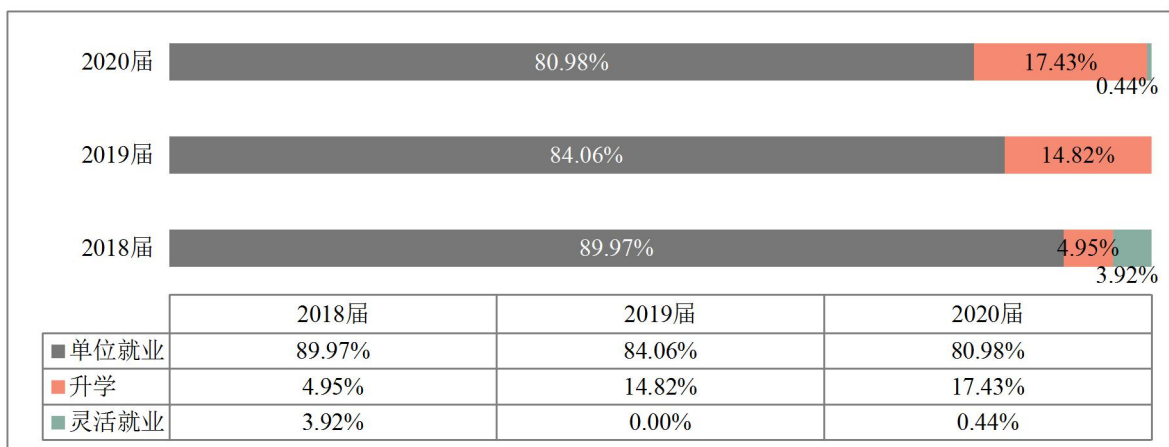 2020届 80.98% 17.43%
0.44%
2019届 84.06% 14.82%
2018届 89.97% 4.95%
3.92%
2018届 2019届 2020届
单位就业 89.97% 84.06% 80.98%
升学 4.95% 14.82% 17.43%
灵活就业 3.92% 0.00% 0.44%